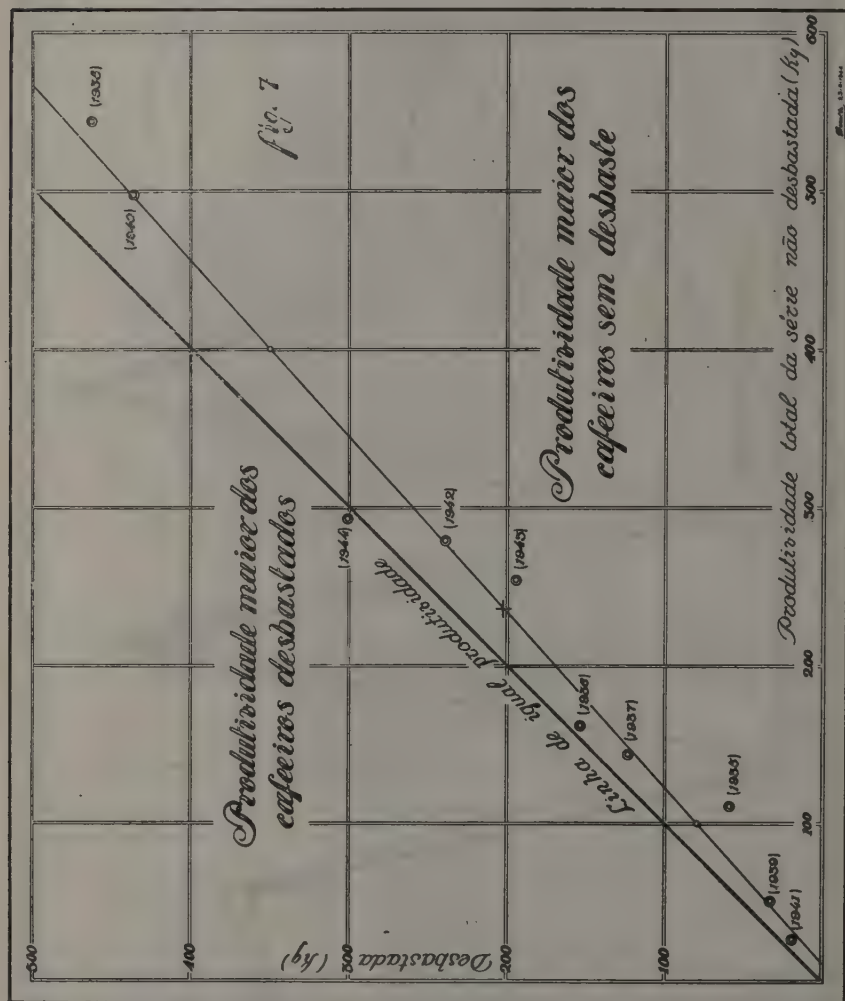 fig. 7
500
400
300
200
100
Desbastada
(kg)
Produtividade maior dos
cafeeiros desbastados
Linha de igual produtividade
Produtividade maior dos
cafeeiros sem desbaste
(1938)
(1940)
(1944)
(1942)
(1943)
(1936)
(1937)
(1935)
(1939)
(1941)
100
200
300
400
500
600
Produtividade total da série não desbastada (kg)